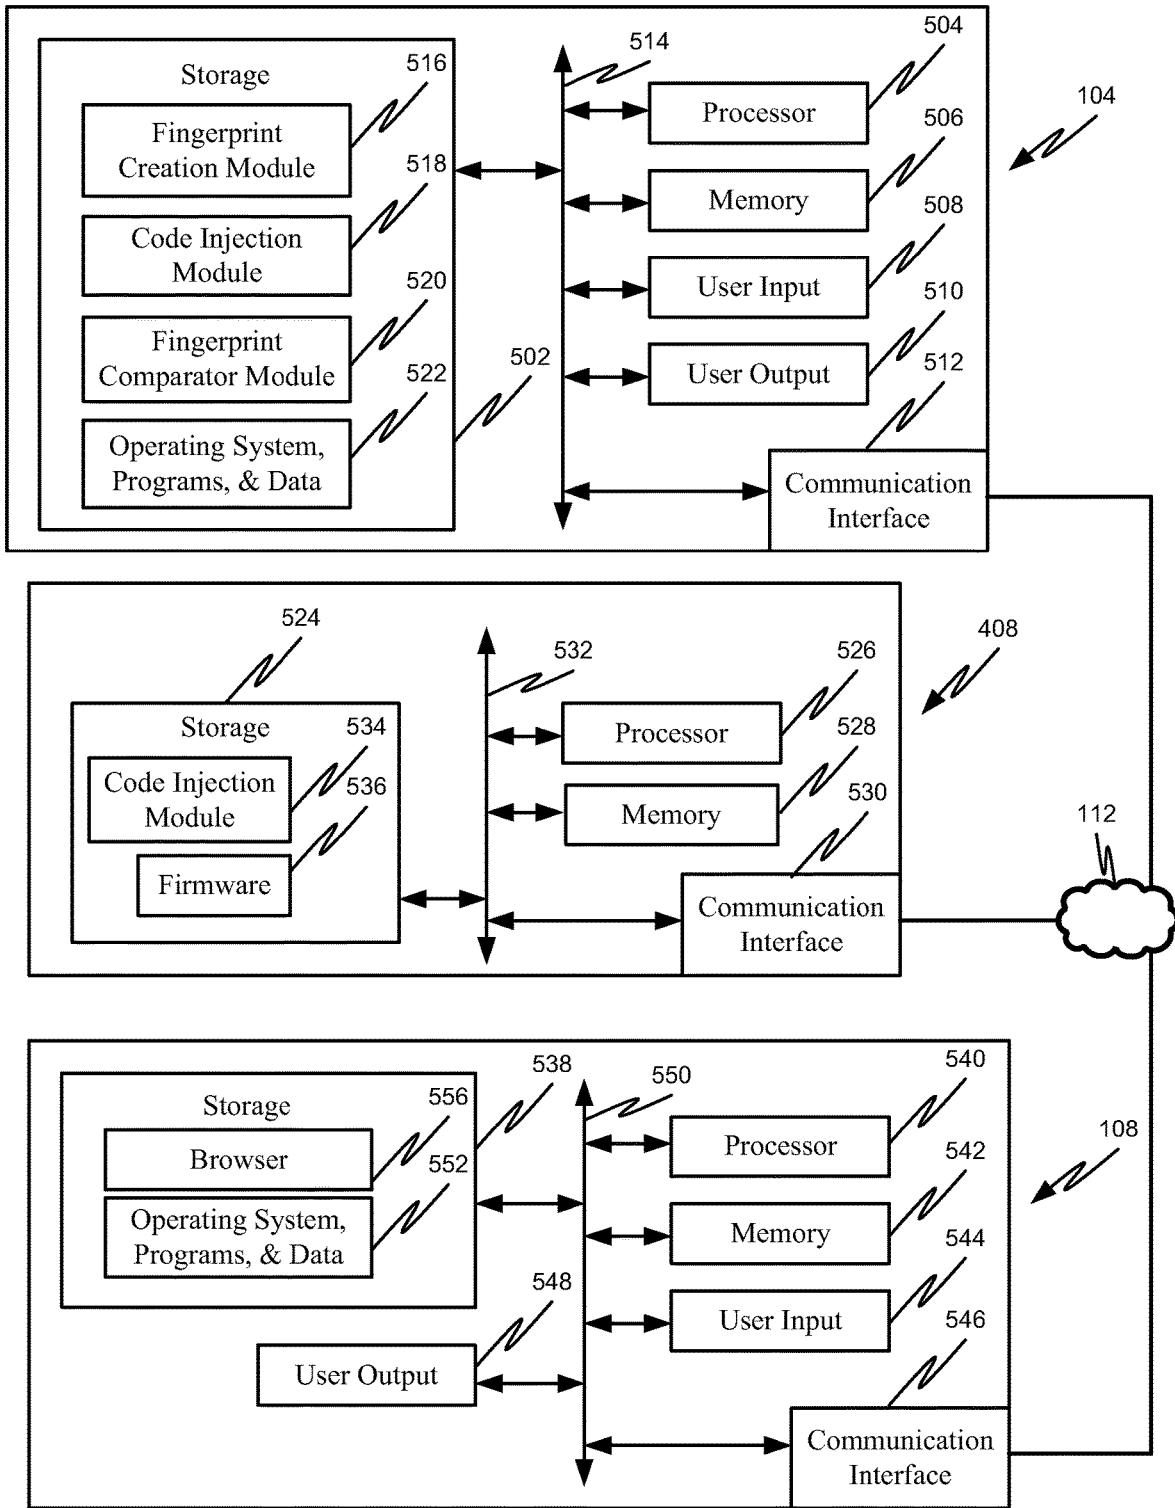 504
514
516
Storage
Processor
104
506
Fingerprint
Creation Module
518
Memory
508
Code Injection
Module
520
User Input
510
Fingerprint
Comparator Module
522
502
User Output
512
Operating System,
Programs, & Data
Communication
Interface
524
408
532
526
Storage
534
Processor
528
Code Injection
Module
536
Memory
530
112
Firmware
Communication
Interface
538
550
540
556
Storage
Processor
542
108
Browser
552
Memory
544
Operating System,
Programs, & Data
548
User Input
546
User Output
Communication
Interface